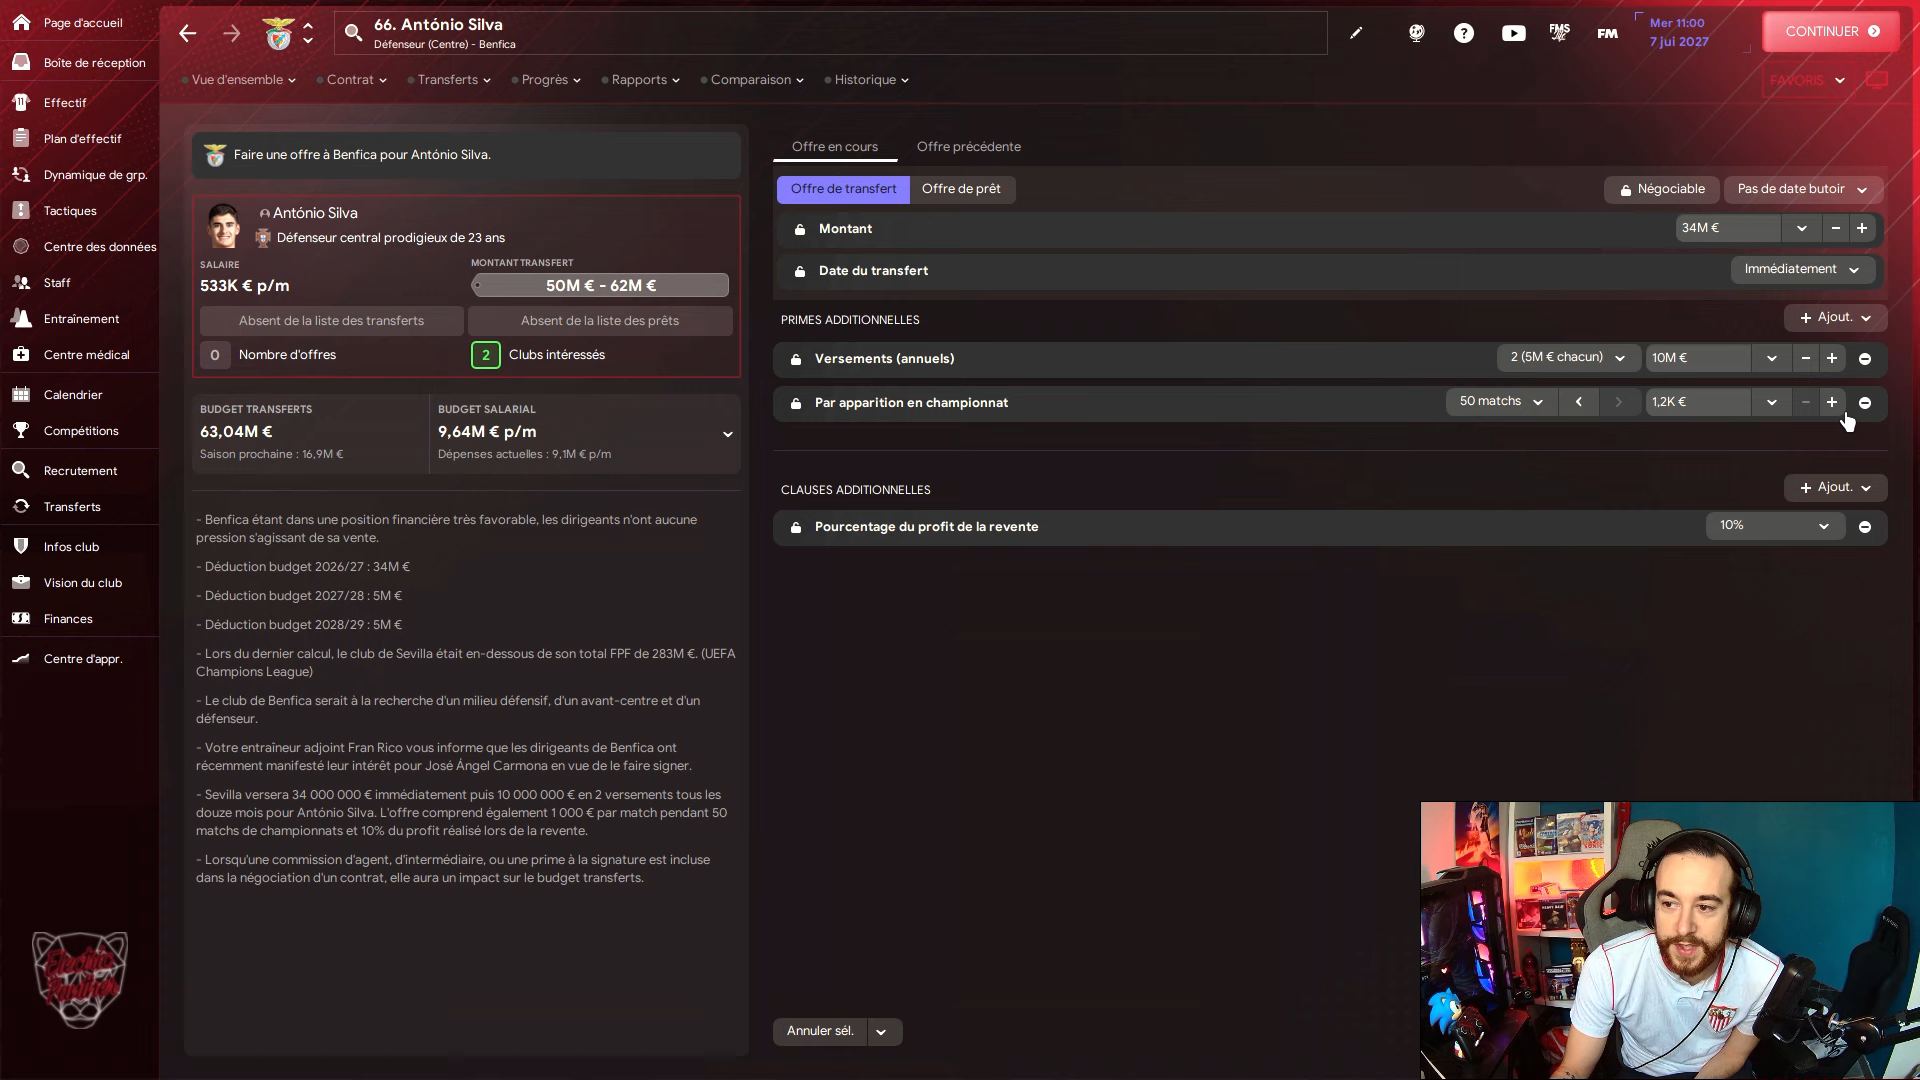 Page d'accueil
Boîte de réception
Effectif
Plan d'effectif
Dynamique de grp.
Tactiques
Centre des données
Staff
Entraînement
Centre médical
Calendrier
Compétitions
Recrutement
Transferts
Infos club
Vision du club
Finances
Centre d'appr.
66. António Silva
Défenseur (Centre) - Benfica
FMS
FM
Mer 11:00
7 jui 2027
CONTINUER
Vue d'ensemble
Contrat
Transferts
Progrès
Rapports
Comparaison
Historique
FAVORIS
Faire une offre à Benfica pour António Silva.
António Silva
Défenseur central prodigieux de 23 ans
SALAIRE
533K € p/m
MONTANT TRANSFERT
50M € - 62M €
Absent de la liste des transferts
Absent de la liste des prêts
0 Nombre d'offres
2 Clubs intéressés
BUDGET TRANSFERTS
63,04M €
Saison prochaine : 16,9M €
BUDGET SALARIAL
9,64M € p/m
Dépenses actuelles : 9,1M € p/m
- Benfica étant dans une position financière très favorable, les dirigeants n'ont aucune
pression s'agissant de sa vente.
- Déduction budget 2026/27 : 34M €
- Déduction budget 2027/28 : 5M €
- Déduction budget 2028/29 : 5M €
- Lors du dernier calcul, le club de Sevilla était en-dessous de son total FPF de 283M €. (UEFA
Champions League)
- Le club de Benfica serait à la recherche d'un milieu défensif, d'un avant-centre et d'un
défenseur.
- Votre entraîneur adjoint Fran Rico vous informe que les dirigeants de Benfica ont
récemment manifesté leur intérêt pour José Ángel Carmona en vue de le faire signer.
- Sevilla versera 34 000 000 € immédiatement puis 10 000 000 € en 2 versements tous les
douze mois pour António Silva. L'offre comprend également 1 000 € par match pendant 50
matchs de championnats et 10% du profit réalisé lors de la revente.
- Lorsqu'une commission d'agent, d'intermédiaire, ou une prime à la signature est incluse
dans la négociation d'un contrat, elle aura un impact sur le budget transferts.
Offre en cours
Offre précédente
Offre de transfert
Offre de prêt
Négociable
Pas de date butoir
Montant
34M €
Date du transfert
Immédiatement
PRIMES ADDITIONNELLES
+ Ajout.
Versements (annuels)
2 (5M € chacun)
10M €
Par apparition en championnat
50 matchs
1,2K €
CLAUSES ADDITIONNELLES
+ Ajout.
Pourcentage du profit de la revente
10%
Annuler sél.